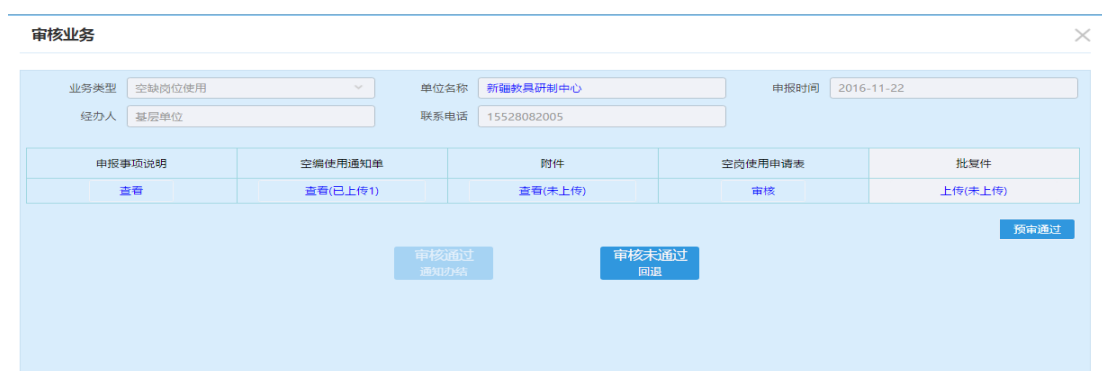 审核业务
业务类型 空缺岗位使用 单位名称 新疆教具研制中心 申报时间 2016-11-22
经办人 基层单位 联系电话 15528082005
申报事项说明 空编使用通知单 附件 空岗使用申请表 批复件
查看 查看(已上传1) 查看(未上传) 审核 上传(未上传)
预审通过
审核通过 审核未通过
通知办结 回退